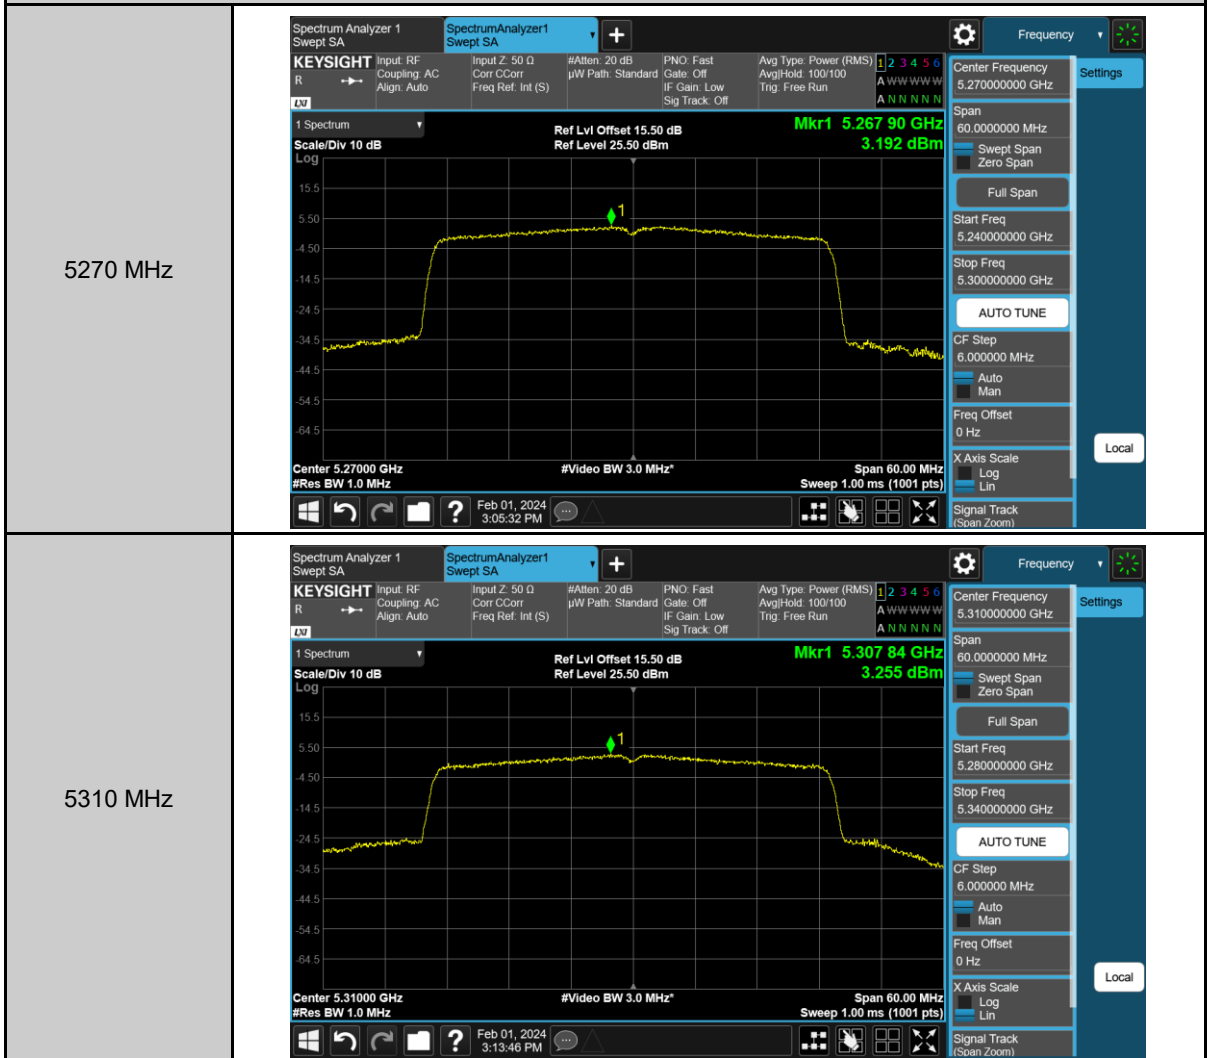 5270 MHz
Spectrum Analyzer 1
Swept SA
SpectrumAnalyzer1
Swept SA
Frequency
KEYSIGHT
R
LXI
Input: RF
Coupling: AC
Align: Auto
Input Z: 50 Ω
Corr CCorr
Freq Ref: Int (S)
#Atten: 20 dB
µW Path: Standard
PNO: Fast
Gate: Off
IF Gain: Low
Sig Track: Off
Avg Type: Power (RMS)
Avg|Hold: 100/100
Trig: Free Run
1 2 3 4 5 6
A W W W W W
A N N N N N
1 Spectrum
Scale/Div 10 dB
Log
Ref Lvl Offset 15.50 dB
Ref Level 25.50 dBm
Mkr1 5.267 90 GHz
3.192 dBm
1
15.5
5.50
-4.50
-14.5
-24.5
-34.5
-44.5
-54.5
-64.5
Center 5.27000 GHz
#Res BW 1.0 MHz
#Video BW 3.0 MHz*
Span 60.00 MHz
Sweep 1.00 ms (1001 pts)
Feb 01, 2024
3:05:32 PM
Center Frequency
5.270000000 GHz
Settings
Span
60.0000000 MHz
Swept Span
Zero Span
Full Span
Start Freq
5.240000000 GHz
Stop Freq
5.300000000 GHz
AUTO TUNE
CF Step
6.000000 MHz
Auto
Man
Freq Offset
0 Hz
Local
X Axis Scale
Log
Lin
Signal Track
(Span Zoom)
5310 MHz
Spectrum Analyzer 1
Swept SA
SpectrumAnalyzer1
Swept SA
Frequency
KEYSIGHT
R
LXI
Input: RF
Coupling: AC
Align: Auto
Input Z: 50 Ω
Corr CCorr
Freq Ref: Int (S)
#Atten: 20 dB
µW Path: Standard
PNO: Fast
Gate: Off
IF Gain: Low
Sig Track: Off
Avg Type: Power (RMS)
Avg|Hold: 100/100
Trig: Free Run
1 2 3 4 5 6
A W W W W W
A N N N N N
1 Spectrum
Scale/Div 10 dB
Log
Ref Lvl Offset 15.50 dB
Ref Level 25.50 dBm
Mkr1 5.307 84 GHz
3.255 dBm
1
15.5
5.50
-4.50
-14.5
-24.5
-34.5
-44.5
-54.5
-64.5
Center 5.31000 GHz
#Res BW 1.0 MHz
#Video BW 3.0 MHz*
Span 60.00 MHz
Sweep 1.00 ms (1001 pts)
Feb 01, 2024
3:13:46 PM
Center Frequency
5.310000000 GHz
Settings
Span
60.0000000 MHz
Swept Span
Zero Span
Full Span
Start Freq
5.280000000 GHz
Stop Freq
5.340000000 GHz
AUTO TUNE
CF Step
6.000000 MHz
Auto
Man
Freq Offset
0 Hz
Local
X Axis Scale
Log
Lin
Signal Track
(Span Zoom)